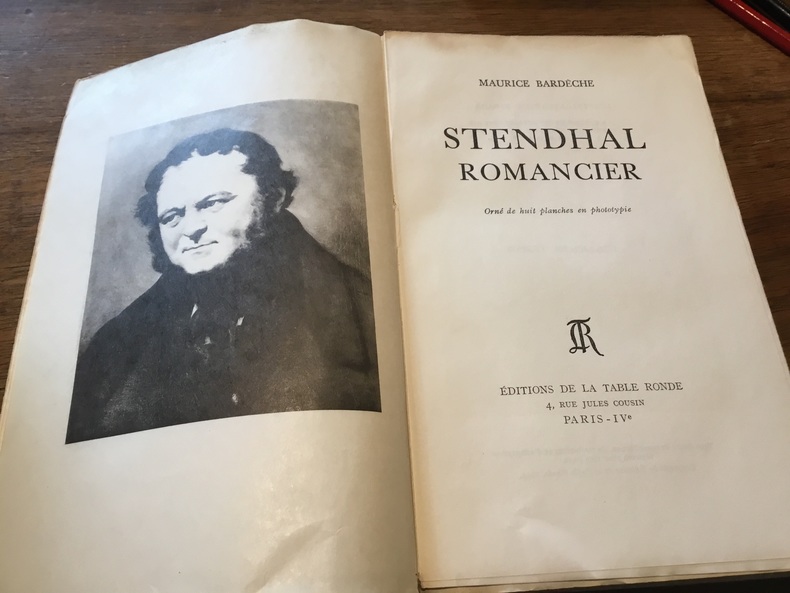 MAURICE BARDÈCHE
STENDHAL
ROMANCIER
Orné de huit planches en phototypie
TR
ÉDITIONS DE LA TABLE RONDE
4, RUE JULES COUSIN
PARIS-IVe